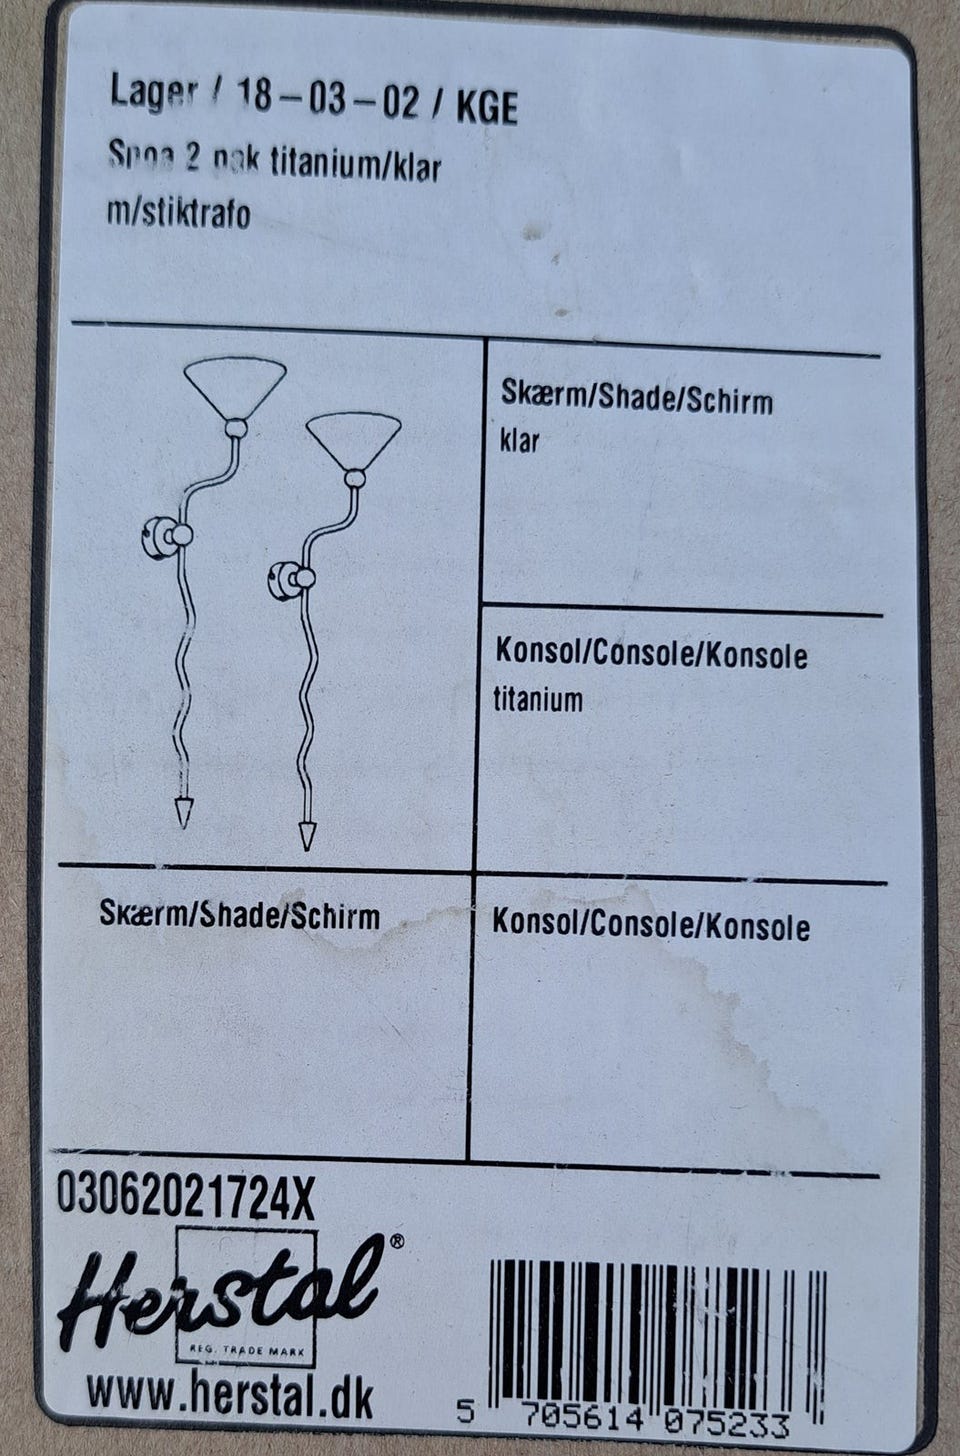 Lager / 18-03-02 / KGE
2 pak titanium/klar
m/stiktrafo
Skærm/Shade/Schirm
klar
Konsol/Console/Konsole
titanium
Skærm/Shade/Schirm
Konsol/Console/Konsole
03062021724X
Herstal®
REG. TRADE MARK
www.herstal.dk
5 705614 075233